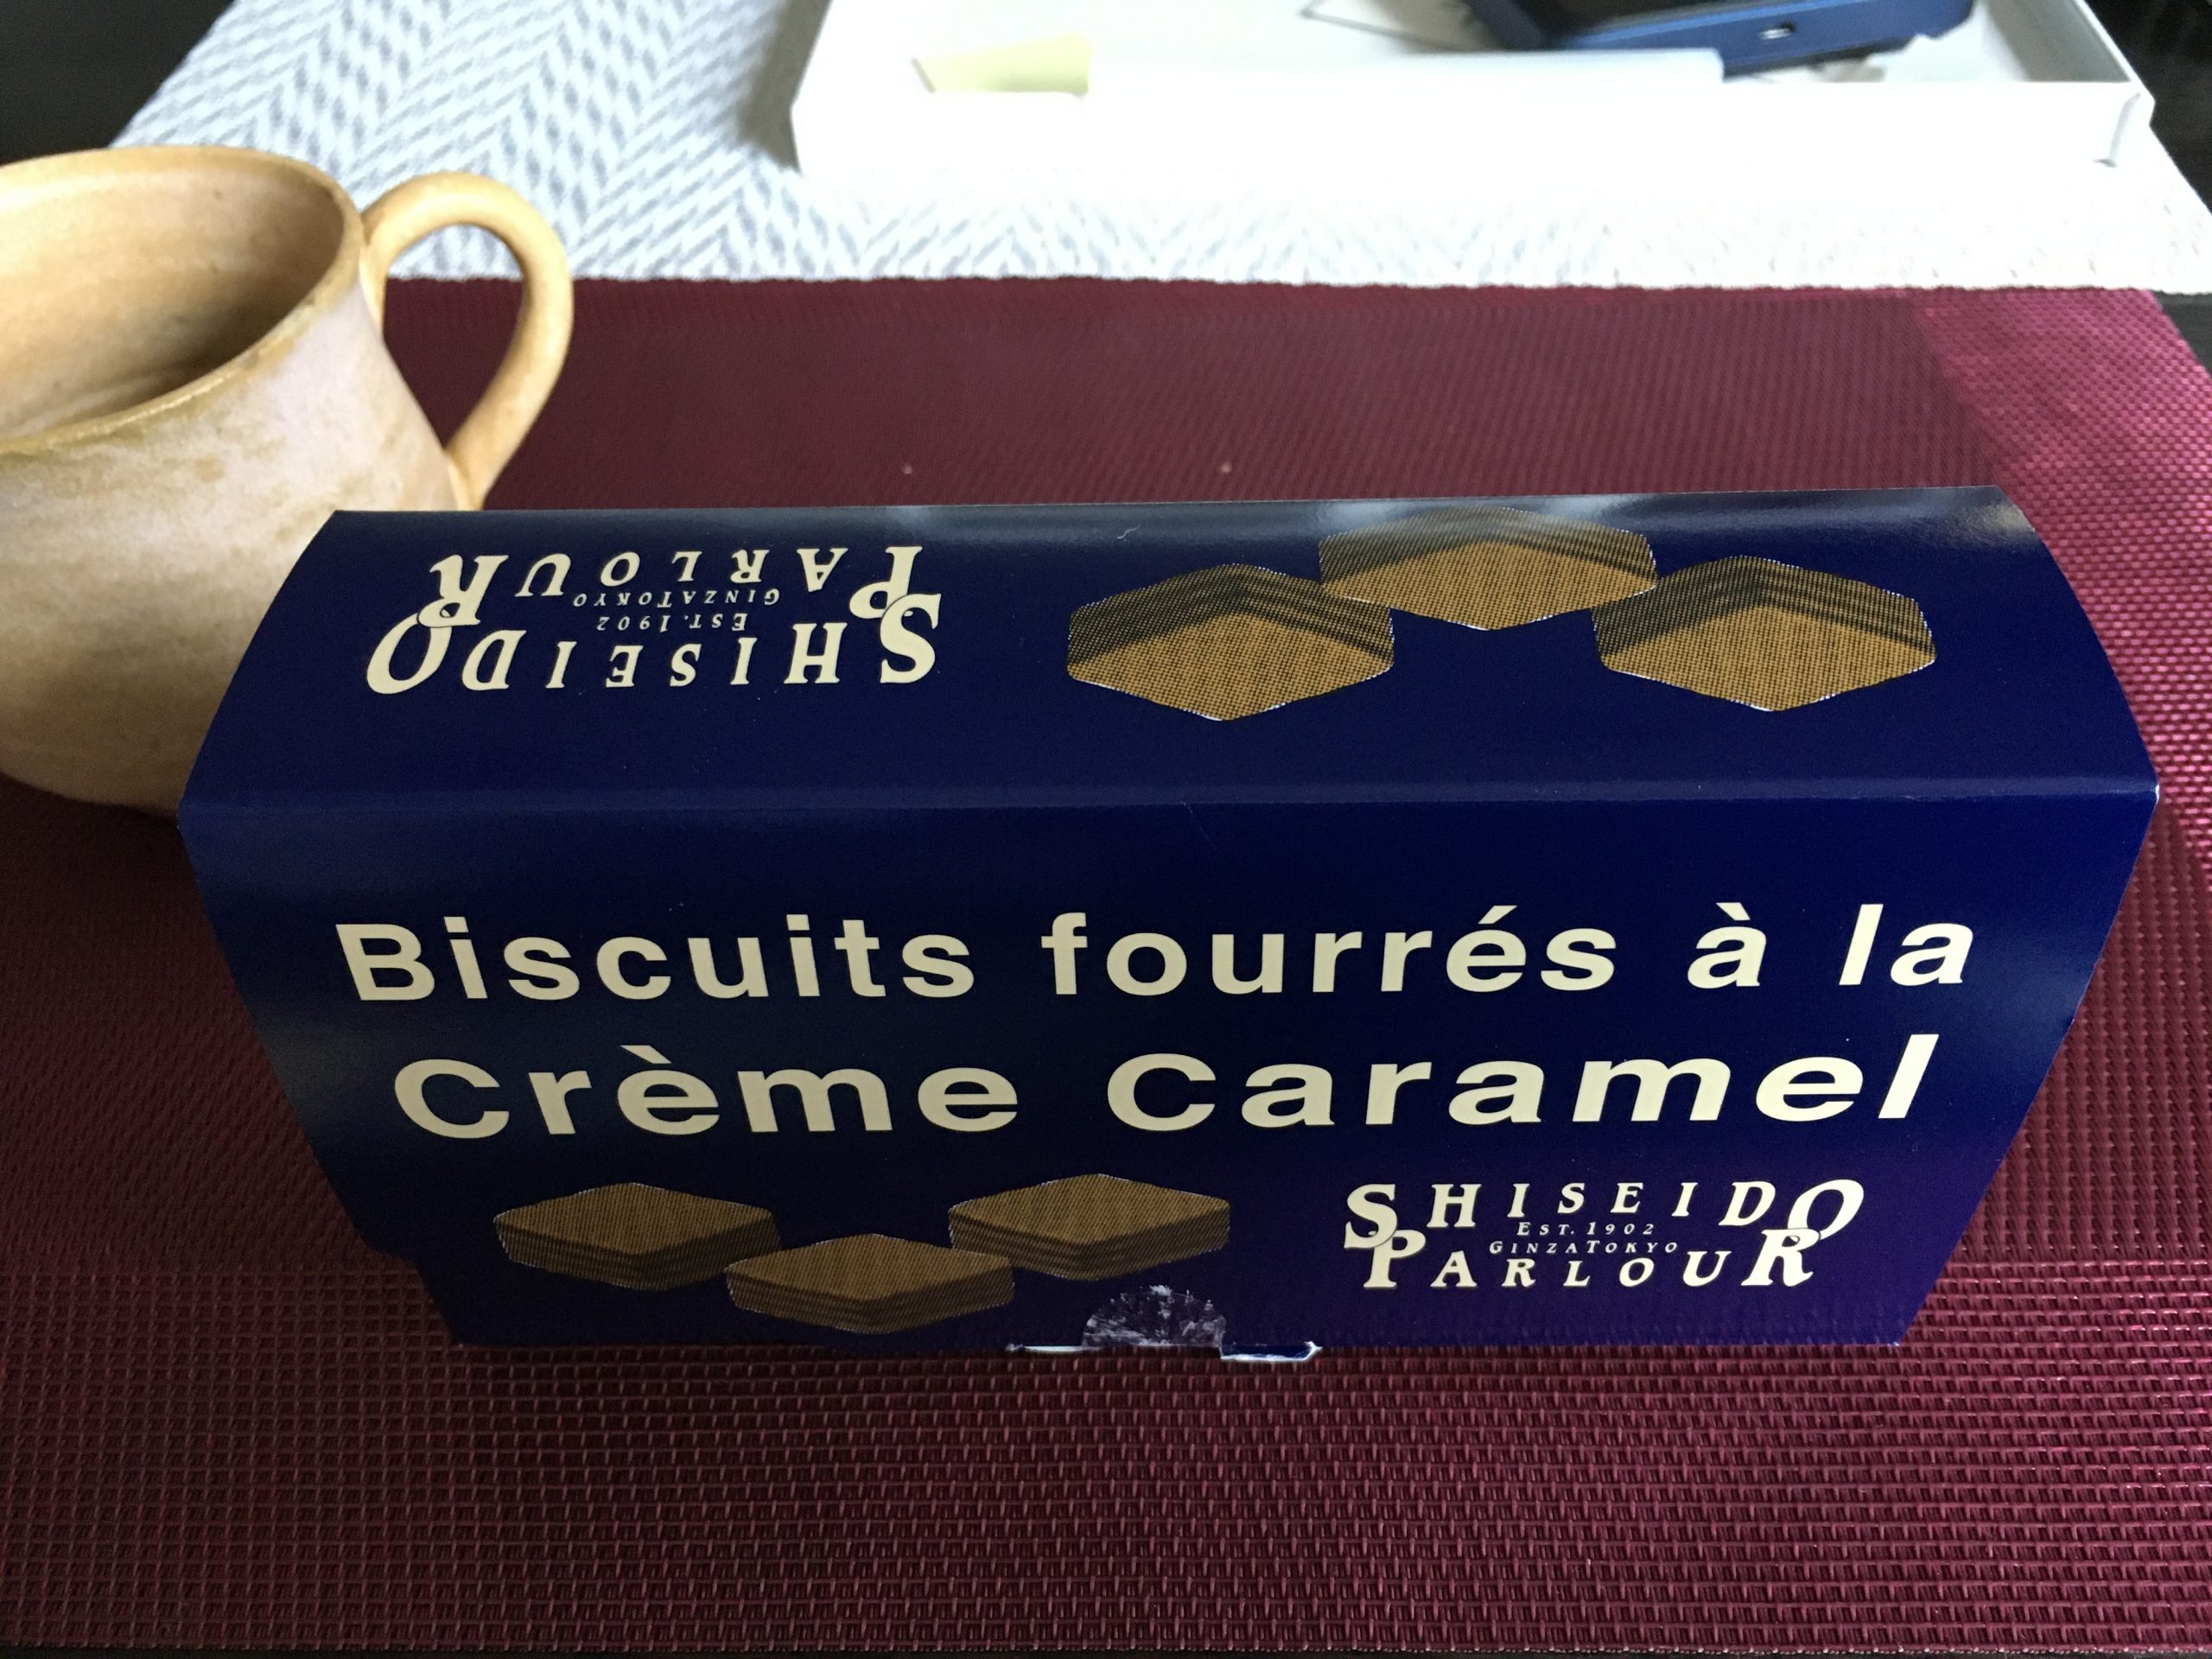 SHISEIDO
EST. 1902
GINZA TOKYO
PARLOUR
Biscuits fourrés à la
Crème Caramel
SHISEIDO
EST. 1902
GINZA TOKYO
PARLOUR